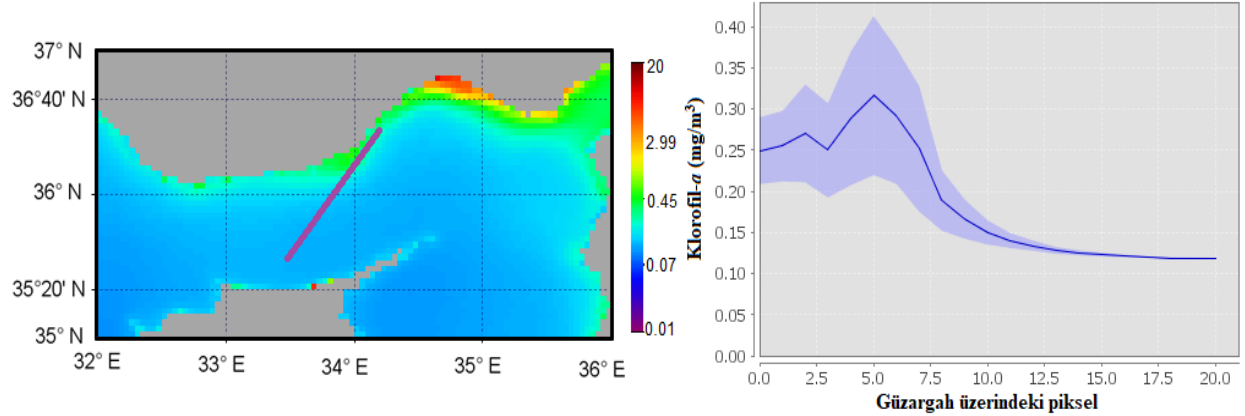 37° N
36° 40' N
36° N
35° 20' N
35° N
32° E
33° E
34° E
35° E
36° E
20
2.99
0.45
0.07
0.01
Klorofil-a (mg/m³)
0.40
0.35
0.30
0.25
0.20
0.15
0.10
0.05
0.00
0.0 2.5 5.0 7.5 10.0 12.5 15.0 17.5 20.0
Güzargah üzerindeki piksel